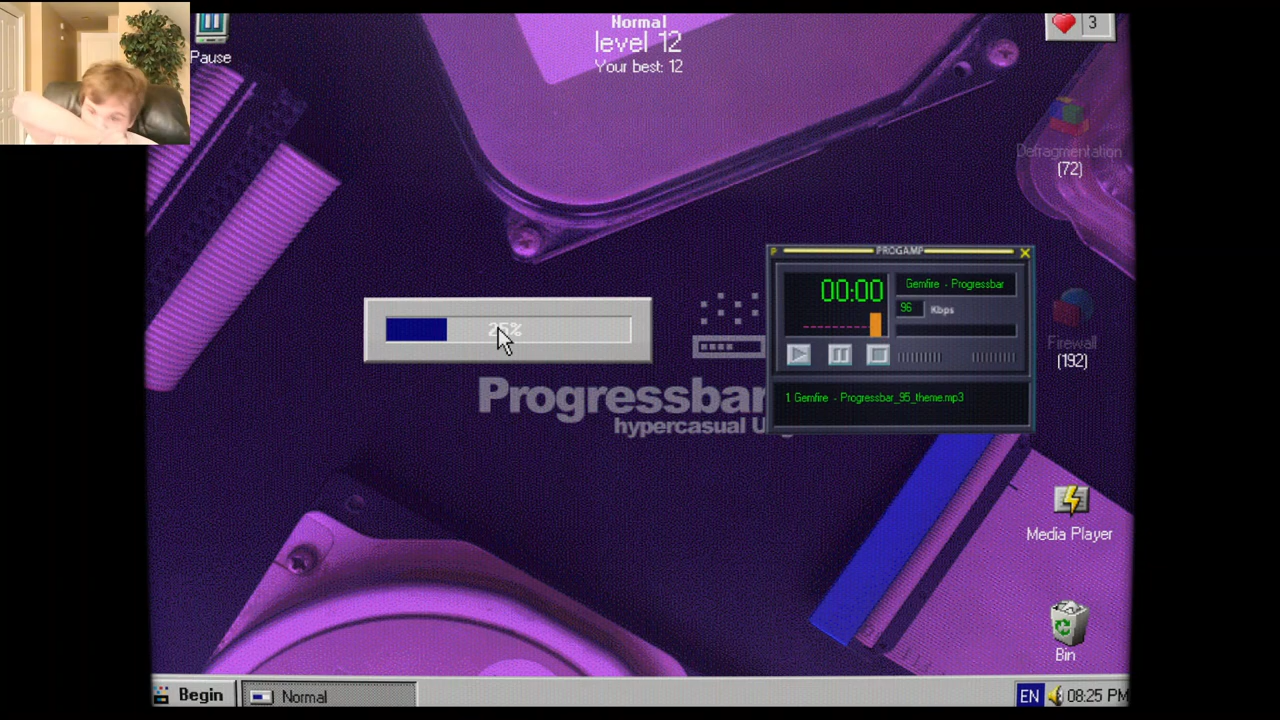 Normal
level 12
Your best: 12
3
Pause
Defragmentation
(72)
PROGAMP
00:00
Gemfire - Progressbar
96
Kbps
25%
Firewall
(192)
1 Gemfire - Progressbar_95_theme.mp3
Progressbar
hypercasual
Media Player
Bin
Begin
Normal
EN
08:25 PM